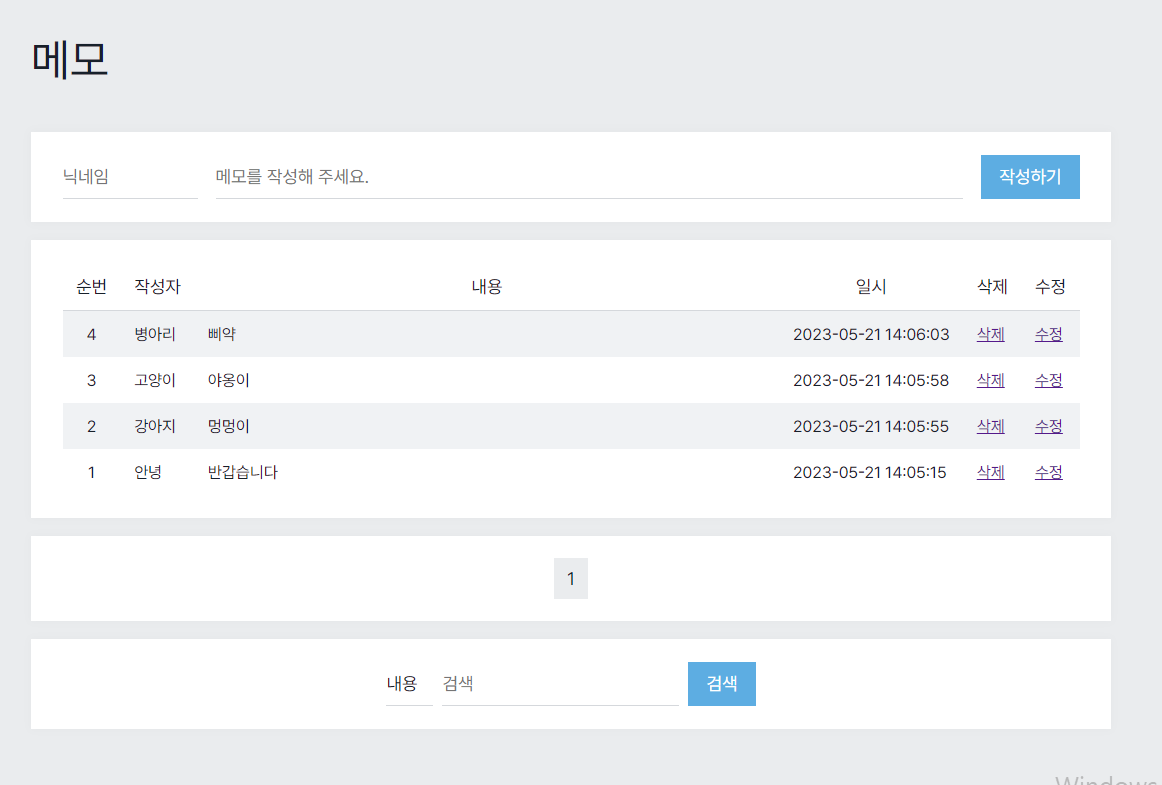 메모
닉네임 메모를 작성해 주세요. 작성하기
순번 작성자 내용 일시 삭제 수정
4 병아리 삐약 2023-05-21 14:06:03 삭제 수정
3 고양이 야옹이 2023-05-21 14:05:58 삭제 수정
2 강아지 멍멍이 2023-05-21 14:05:55 삭제 수정
1 안녕 반갑습니다 2023-05-21 14:05:15 삭제 수정
1
내용 검색 검색
Windows